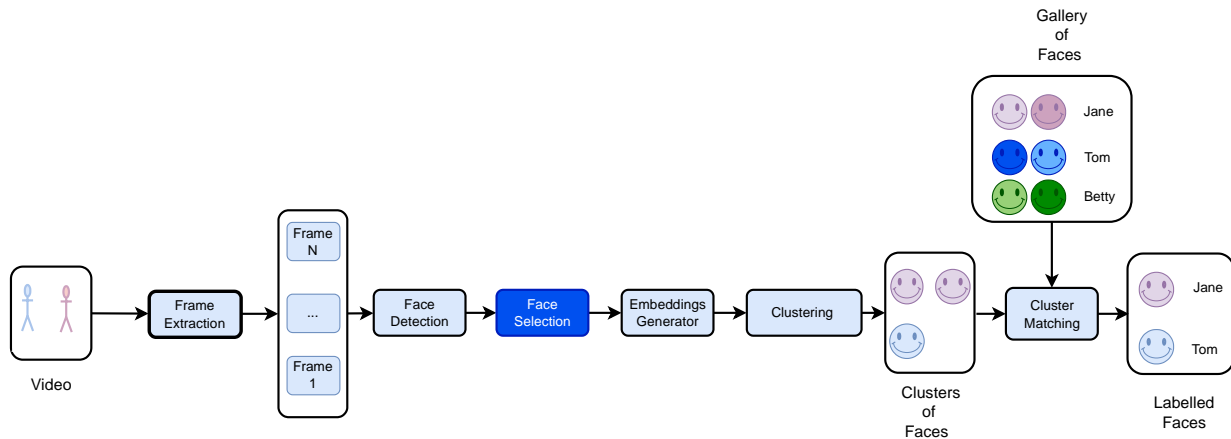 Gallery
of
Faces
Jane
Tom
Betty
Frame
N
...
Frame
1
Video
Frame
Extraction
Face
Detection
Face
Selection
Embeddings
Generator
Clustering
Clusters
of
Faces
Cluster
Matching
Jane
Tom
Labelled
Faces